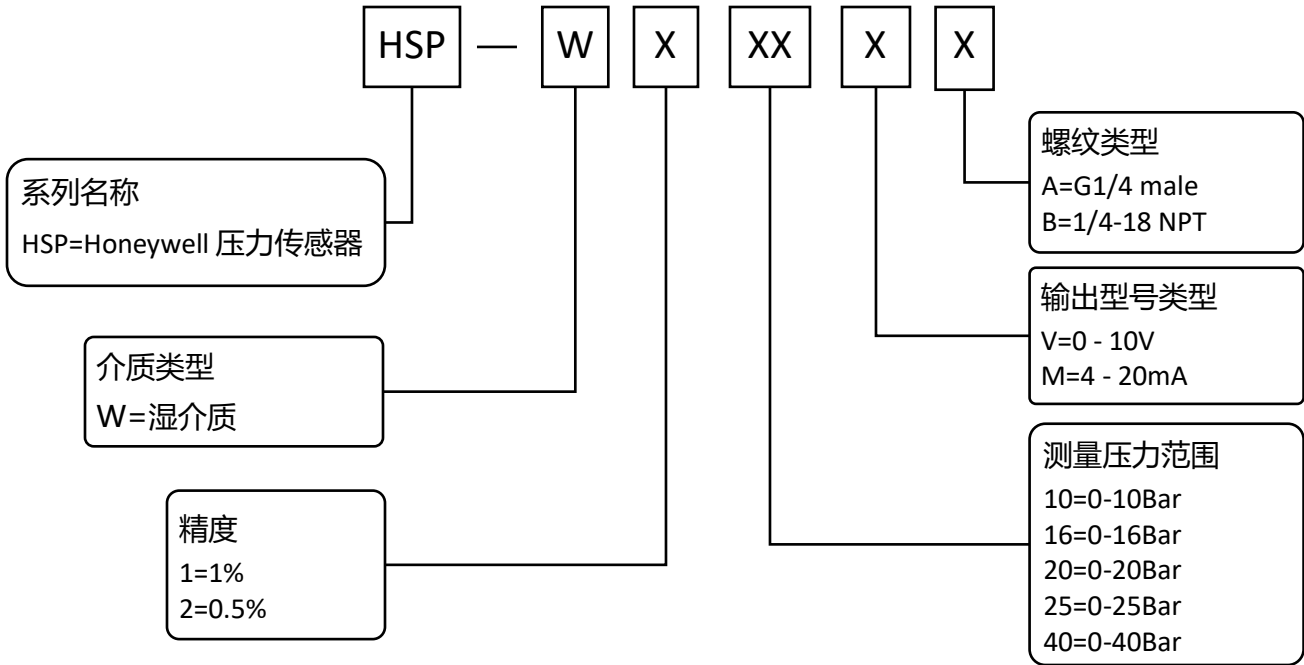 HSP — W X XX X X
系列名称
HSP=Honeywell 压力传感器
介质类型
W=湿介质
精度
1=1%
2=0.5%
螺纹类型
A=G1/4 male
B=1/4-18 NPT
输出型号类型
V=0 - 10V
M=4 - 20mA
测量压力范围
10=0-10Bar
16=0-16Bar
20=0-20Bar
25=0-25Bar
40=0-40Bar